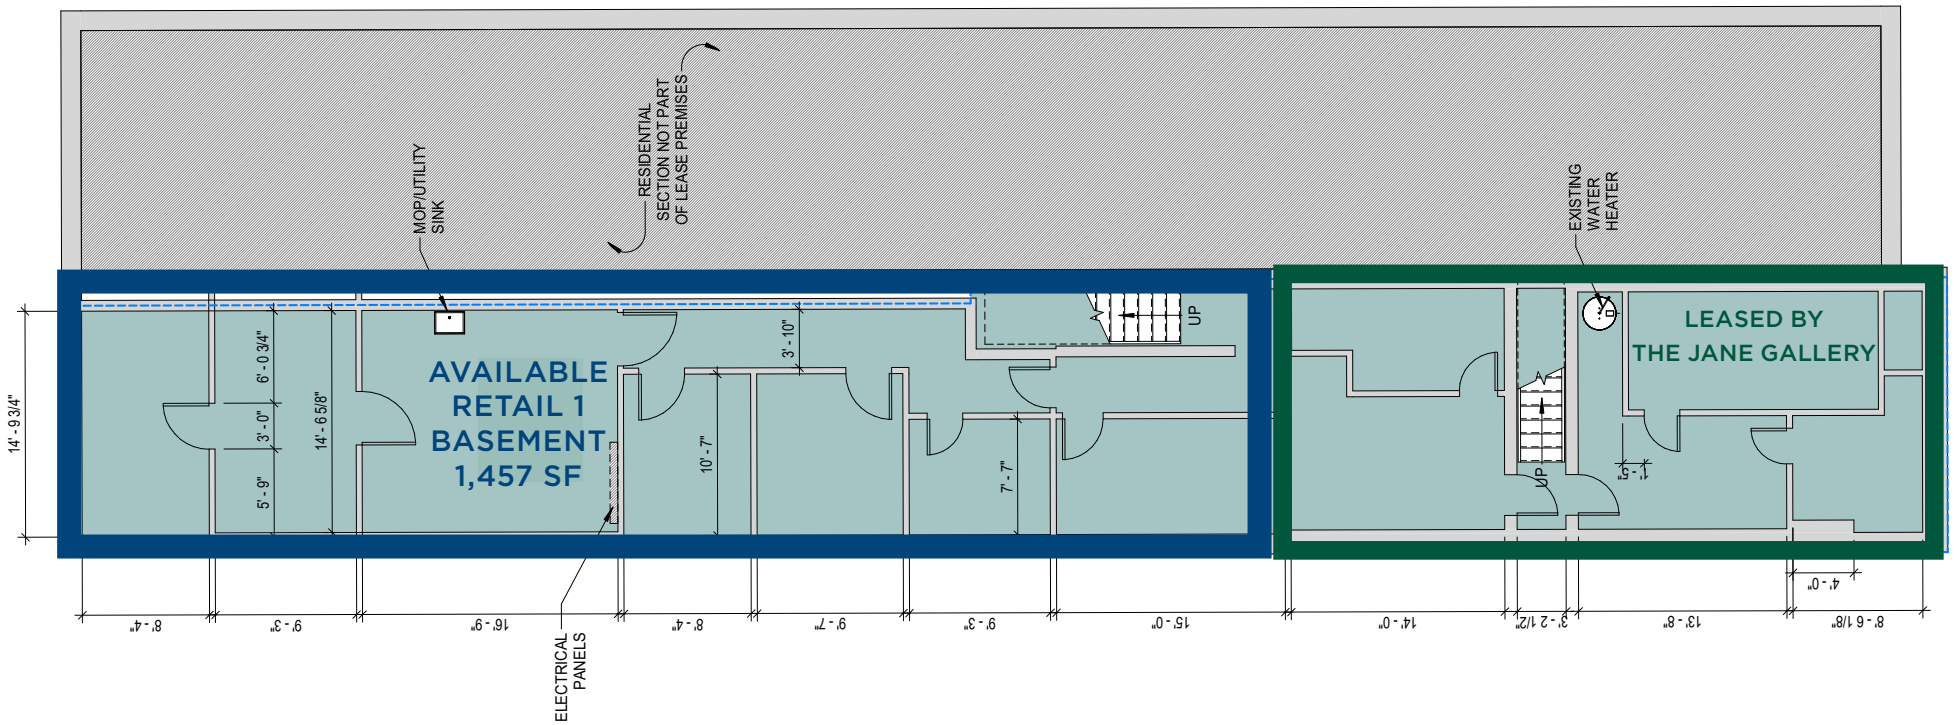 RESIDENTIAL
SECTION NOT PART
OF LEASE PREMISES
MOP/UTILITY
SINK
EXISTING
WATER
HEATER
14' - 9 3/4"
6' - 0 3/4"
3' - 0"
5' - 9"
14' - 6 5/8"
AVAILABLE
RETAIL 1
BASEMENT
1,457 SF
3' - 10"
10' - 7"
7' - 7"
UP
UP
1' - 5"
LEASED BY
THE JANE GALLERY
4' - 0"
8' - 4"
9' - 3"
16' - 9"
8' - 4"
9' - 7"
9' - 3"
15' - 0"
14' - 0"
3' - 2 1/2"
13' - 8"
8' - 6 1/8"
ELECTRICAL
PANELS